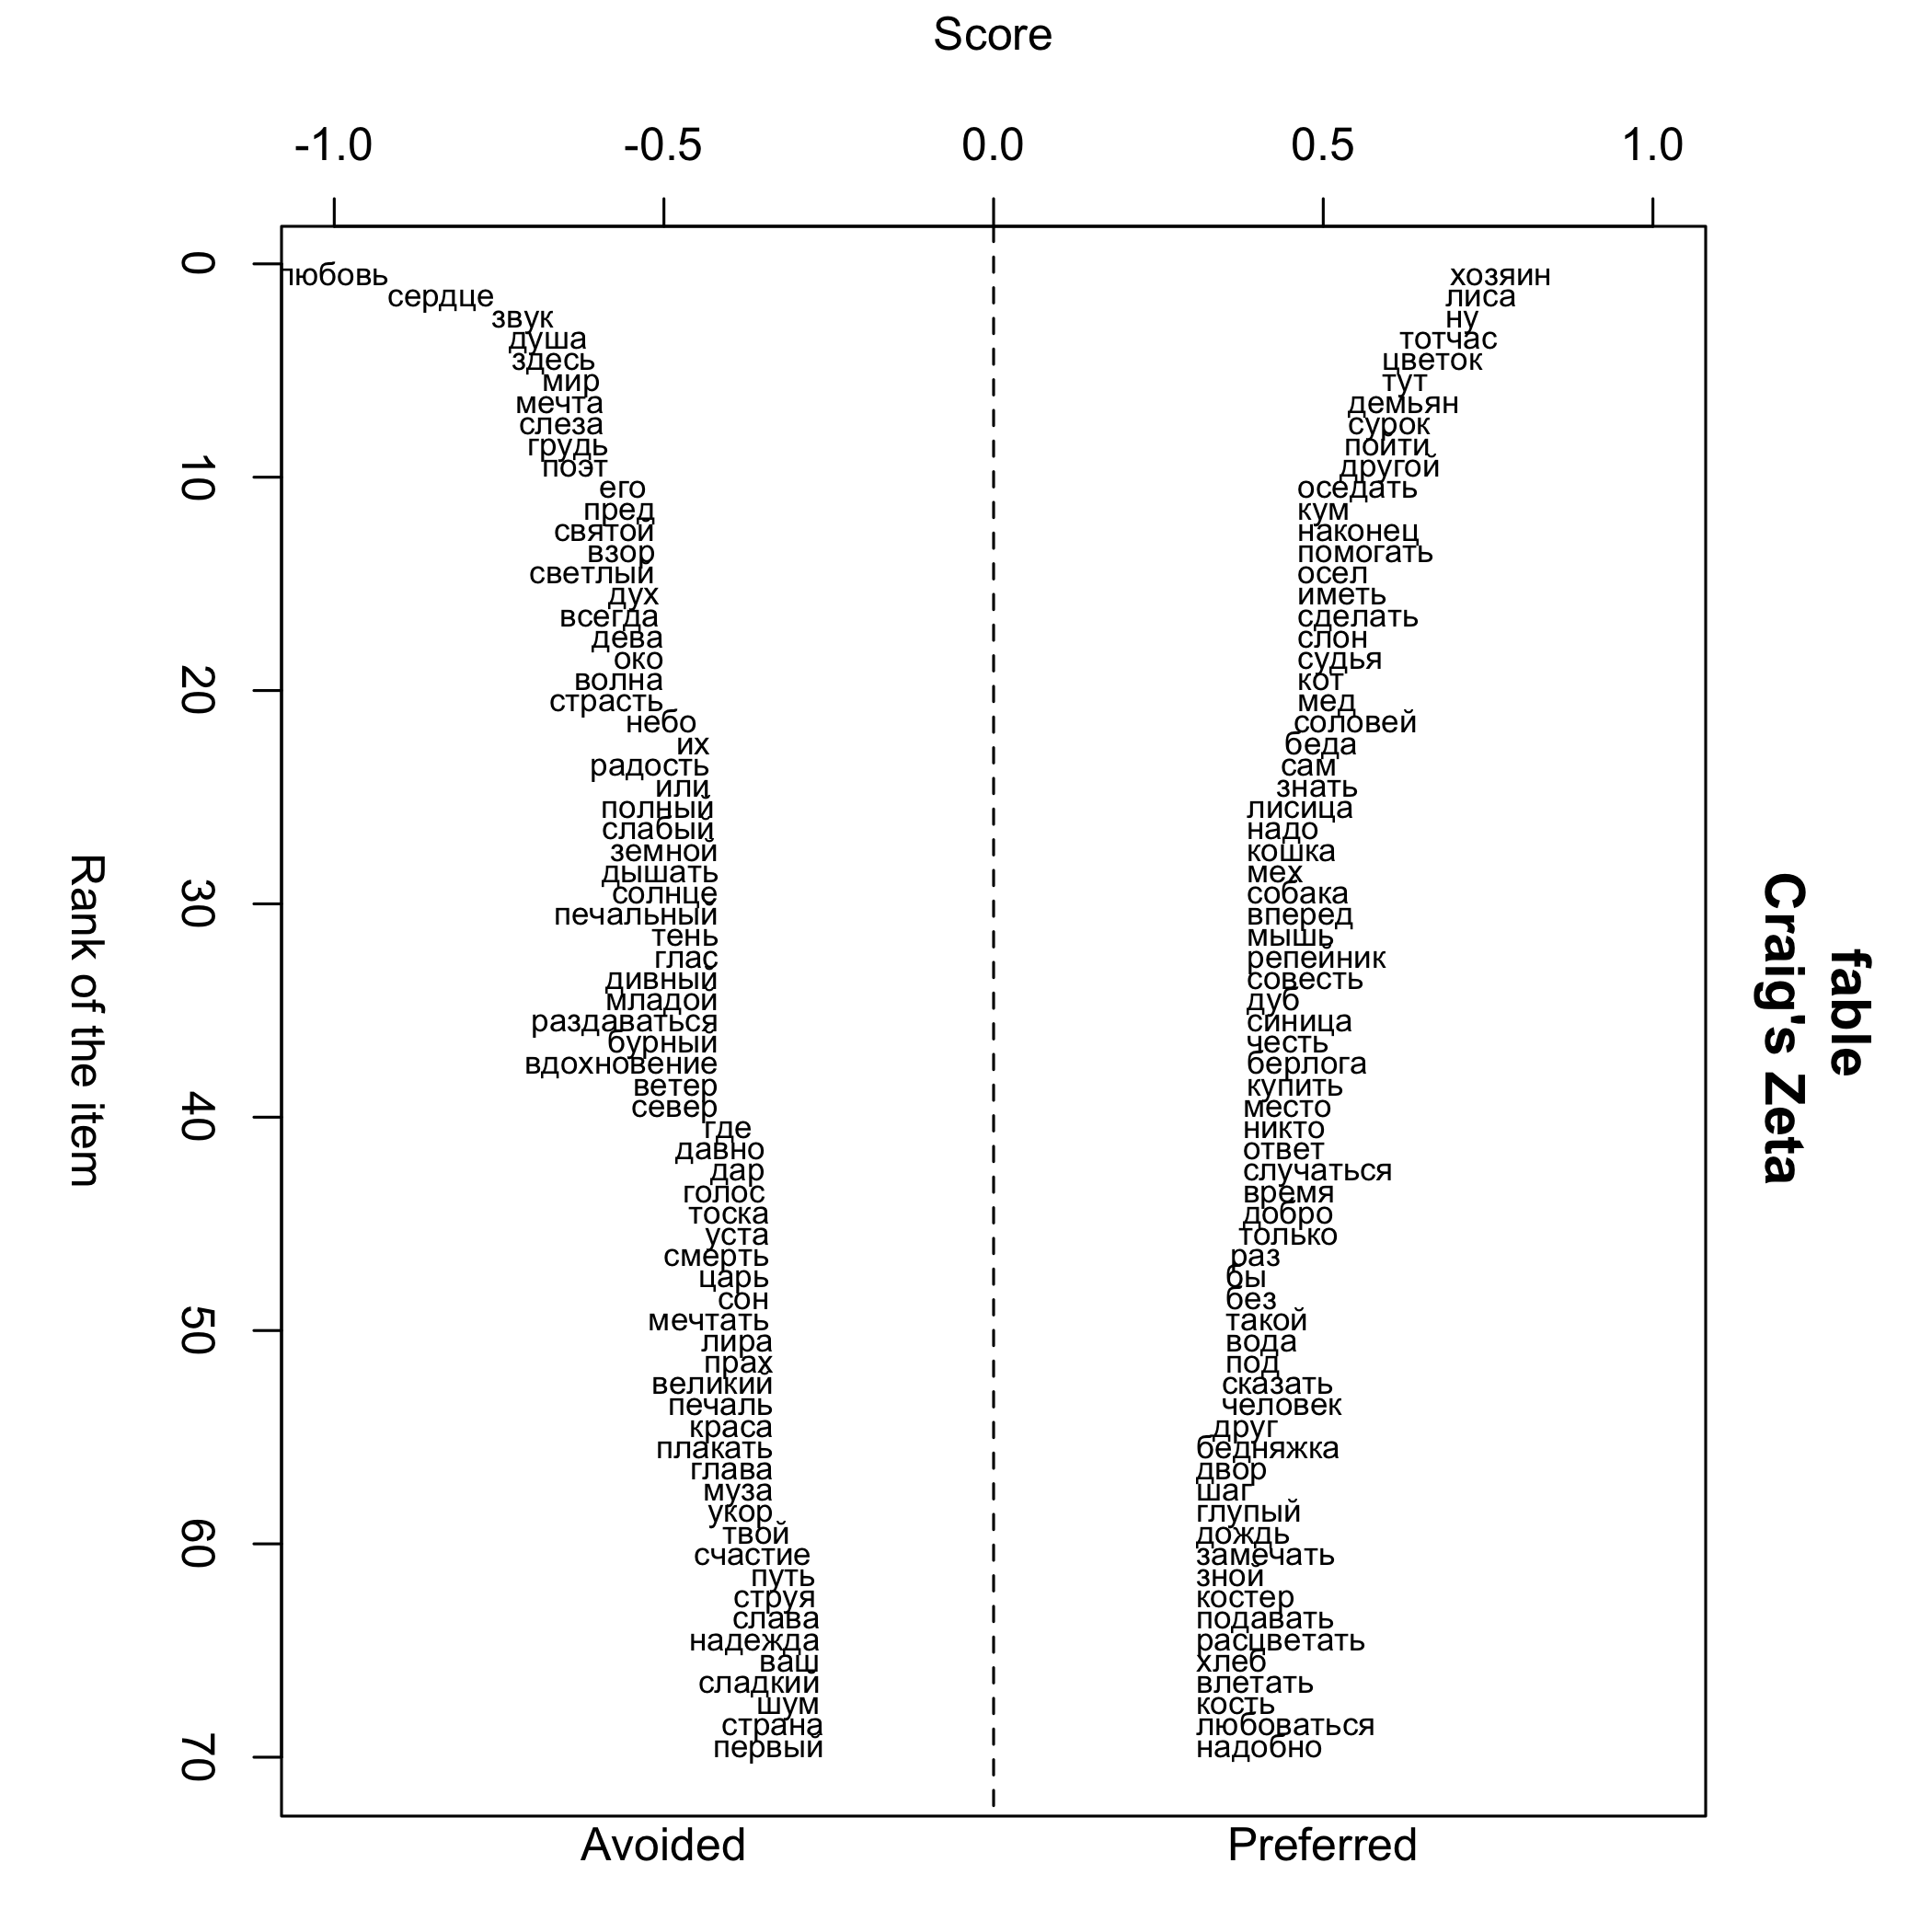 Score
-1.0 -0.5 0.0 0.5 1.0
fable
Craig's Zeta
Rank of the item
0
10
20
30
40
50
60
70
любовь
сердце
звук
душа
здесь
мир
мечта
слеза
грудь
поэт
его
пред
святой
взор
светлый
дух
всегда
дева
око
волна
страсть
небо
их
радость
или
полный
слабый
земной
дышать
солнце
печальный
тень
глас
дивный
младой
раздаваться
бурный
вдохновение
ветер
север
где
давно
дар
голос
тоска
уста
смерть
царь
сон
мечтать
лира
прах
великий
печаль
краса
плакать
глава
муза
укор
твой
счастие
путь
струя
слава
надежда
ваш
сладкий
шум
страна
первый
хозяин
лиса
ну
тотчас
цветок
тут
демьян
сурок
пойти
другой
оседать
кум
наконец
помогать
осел
иметь
сделать
слон
судья
кот
мед
соловей
беда
сам
знать
лисица
надо
кошка
мех
собака
вперед
мышь
репейник
совесть
дуб
синица
честь
берлога
купить
место
никто
ответ
случаться
время
добро
только
раз
бы
без
такой
вода
под
сказать
человек
друг
бедняжка
двор
шаг
глупый
дождь
замечать
зной
костер
подавать
расцветать
хлеб
влетать
кость
любоваться
надобно
Avoided Preferred